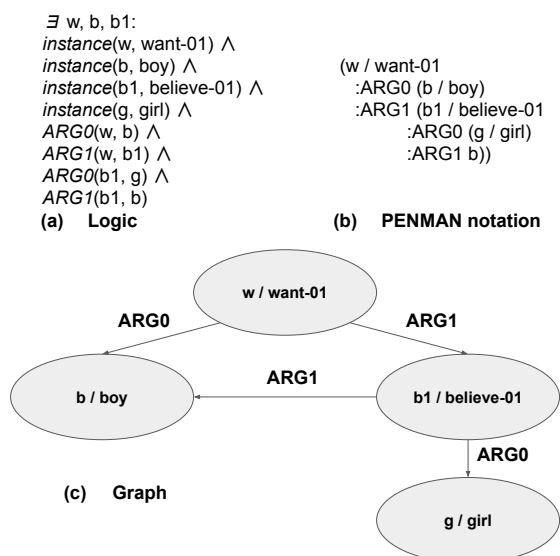 ∃ w, b, b1:
instance(w, want-01) ∧
instance(b, boy) ∧
instance(b1, believe-01) ∧
instance(g, girl) ∧
ARG0(w, b) ∧
ARG1(w, b1) ∧
ARG0(b1, g) ∧
ARG1(b1, b)
(a) Logic
(w / want-01
:ARG0 (b / boy)
:ARG1 (b1 / believe-01
:ARG0 (g / girl)
:ARG1 b))
(b) PENMAN notation
w / want-01
ARG0
ARG1
b / boy
ARG1
b1 / believe-01
ARG0
(c) Graph
g / girl